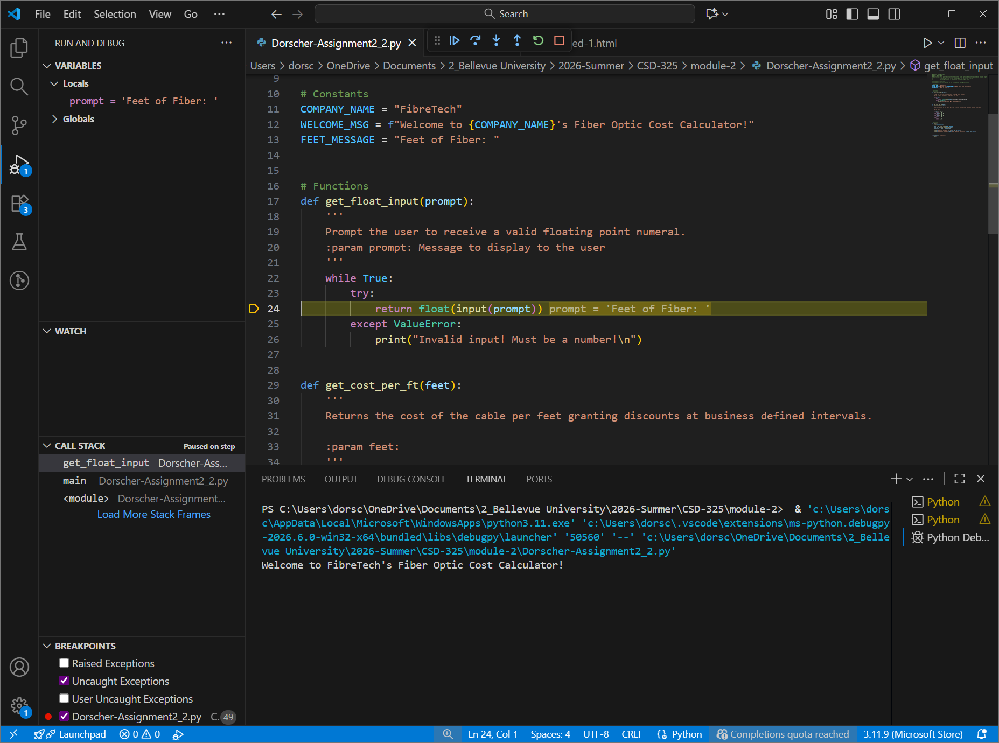 File Edit Selection View Go ··· Search
RUN AND DEBUG ···
VARIABLES
Locals
prompt = 'Feet of Fiber: '
Globals
WATCH
CALL STACK Paused on step
get_float_input Dorscher-Ass...
main Dorscher-Assignment2_2.py
<module> Dorscher-Assignment...
Load More Stack Frames
BREAKPOINTS
Raised Exceptions
Uncaught Exceptions
User Uncaught Exceptions
Dorscher-Assignment2_2.py C. 49
1
3
1
Dorscher-Assignment2_2.py ed-1.html
Users > dorsc > OneDrive > Documents > 2_Bellevue University > 2026-Summer > CSD-325 > module-2 > Dorscher-Assignment2_2.py > get_float_input
9
10 # Constants
11 COMPANY_NAME = "FibreTech"
12 WELCOME_MSG = f"Welcome to {COMPANY_NAME}'s Fiber Optic Cost Calculator!"
13 FEET_MESSAGE = "Feet of Fiber: "
14
15
16 # Functions
17 def get_float_input(prompt):
18 '''
19 Prompt the user to receive a valid floating point numeral.
20 :param prompt: Message to display to the user
21 '''
22 while True:
23 try:
24 return float(input(prompt)) prompt = 'Feet of Fiber: '
25 except ValueError:
26 print("Invalid input! Must be a number!\n")
27
28
29 def get_cost_per_ft(feet):
30 '''
31 Returns the cost of the cable per feet granting discounts at business defined intervals.
32
33 :param feet:
34 '''
PROBLEMS OUTPUT DEBUG CONSOLE TERMINAL PORTS
PS C:\Users\dorsc\OneDrive\Documents\2_Bellevue University\2026-Summer\CSD-325\module-2> & 'c:\Users\dors
c\AppData\Local\Microsoft\WindowsApps\python3.11.exe' 'c:\Users\dorsc\.vscode\extensions\ms-python.debugpy
-2026.6.0-win32-x64\bundled\libs\debugpy\launcher' '50560' '--' 'c:\Users\dorsc\OneDrive\Documents\2_Belle
vue University\2026-Summer\CSD-325\module-2\Dorscher-Assignment2_2.py'
Welcome to FibreTech's Fiber Optic Cost Calculator!
Python
Python
Python Deb...
Launchpad 0 0 Ln 24, Col 1 Spaces: 4 UTF-8 CRLF Python Completions quota reached 3.11.9 (Microsoft Store)